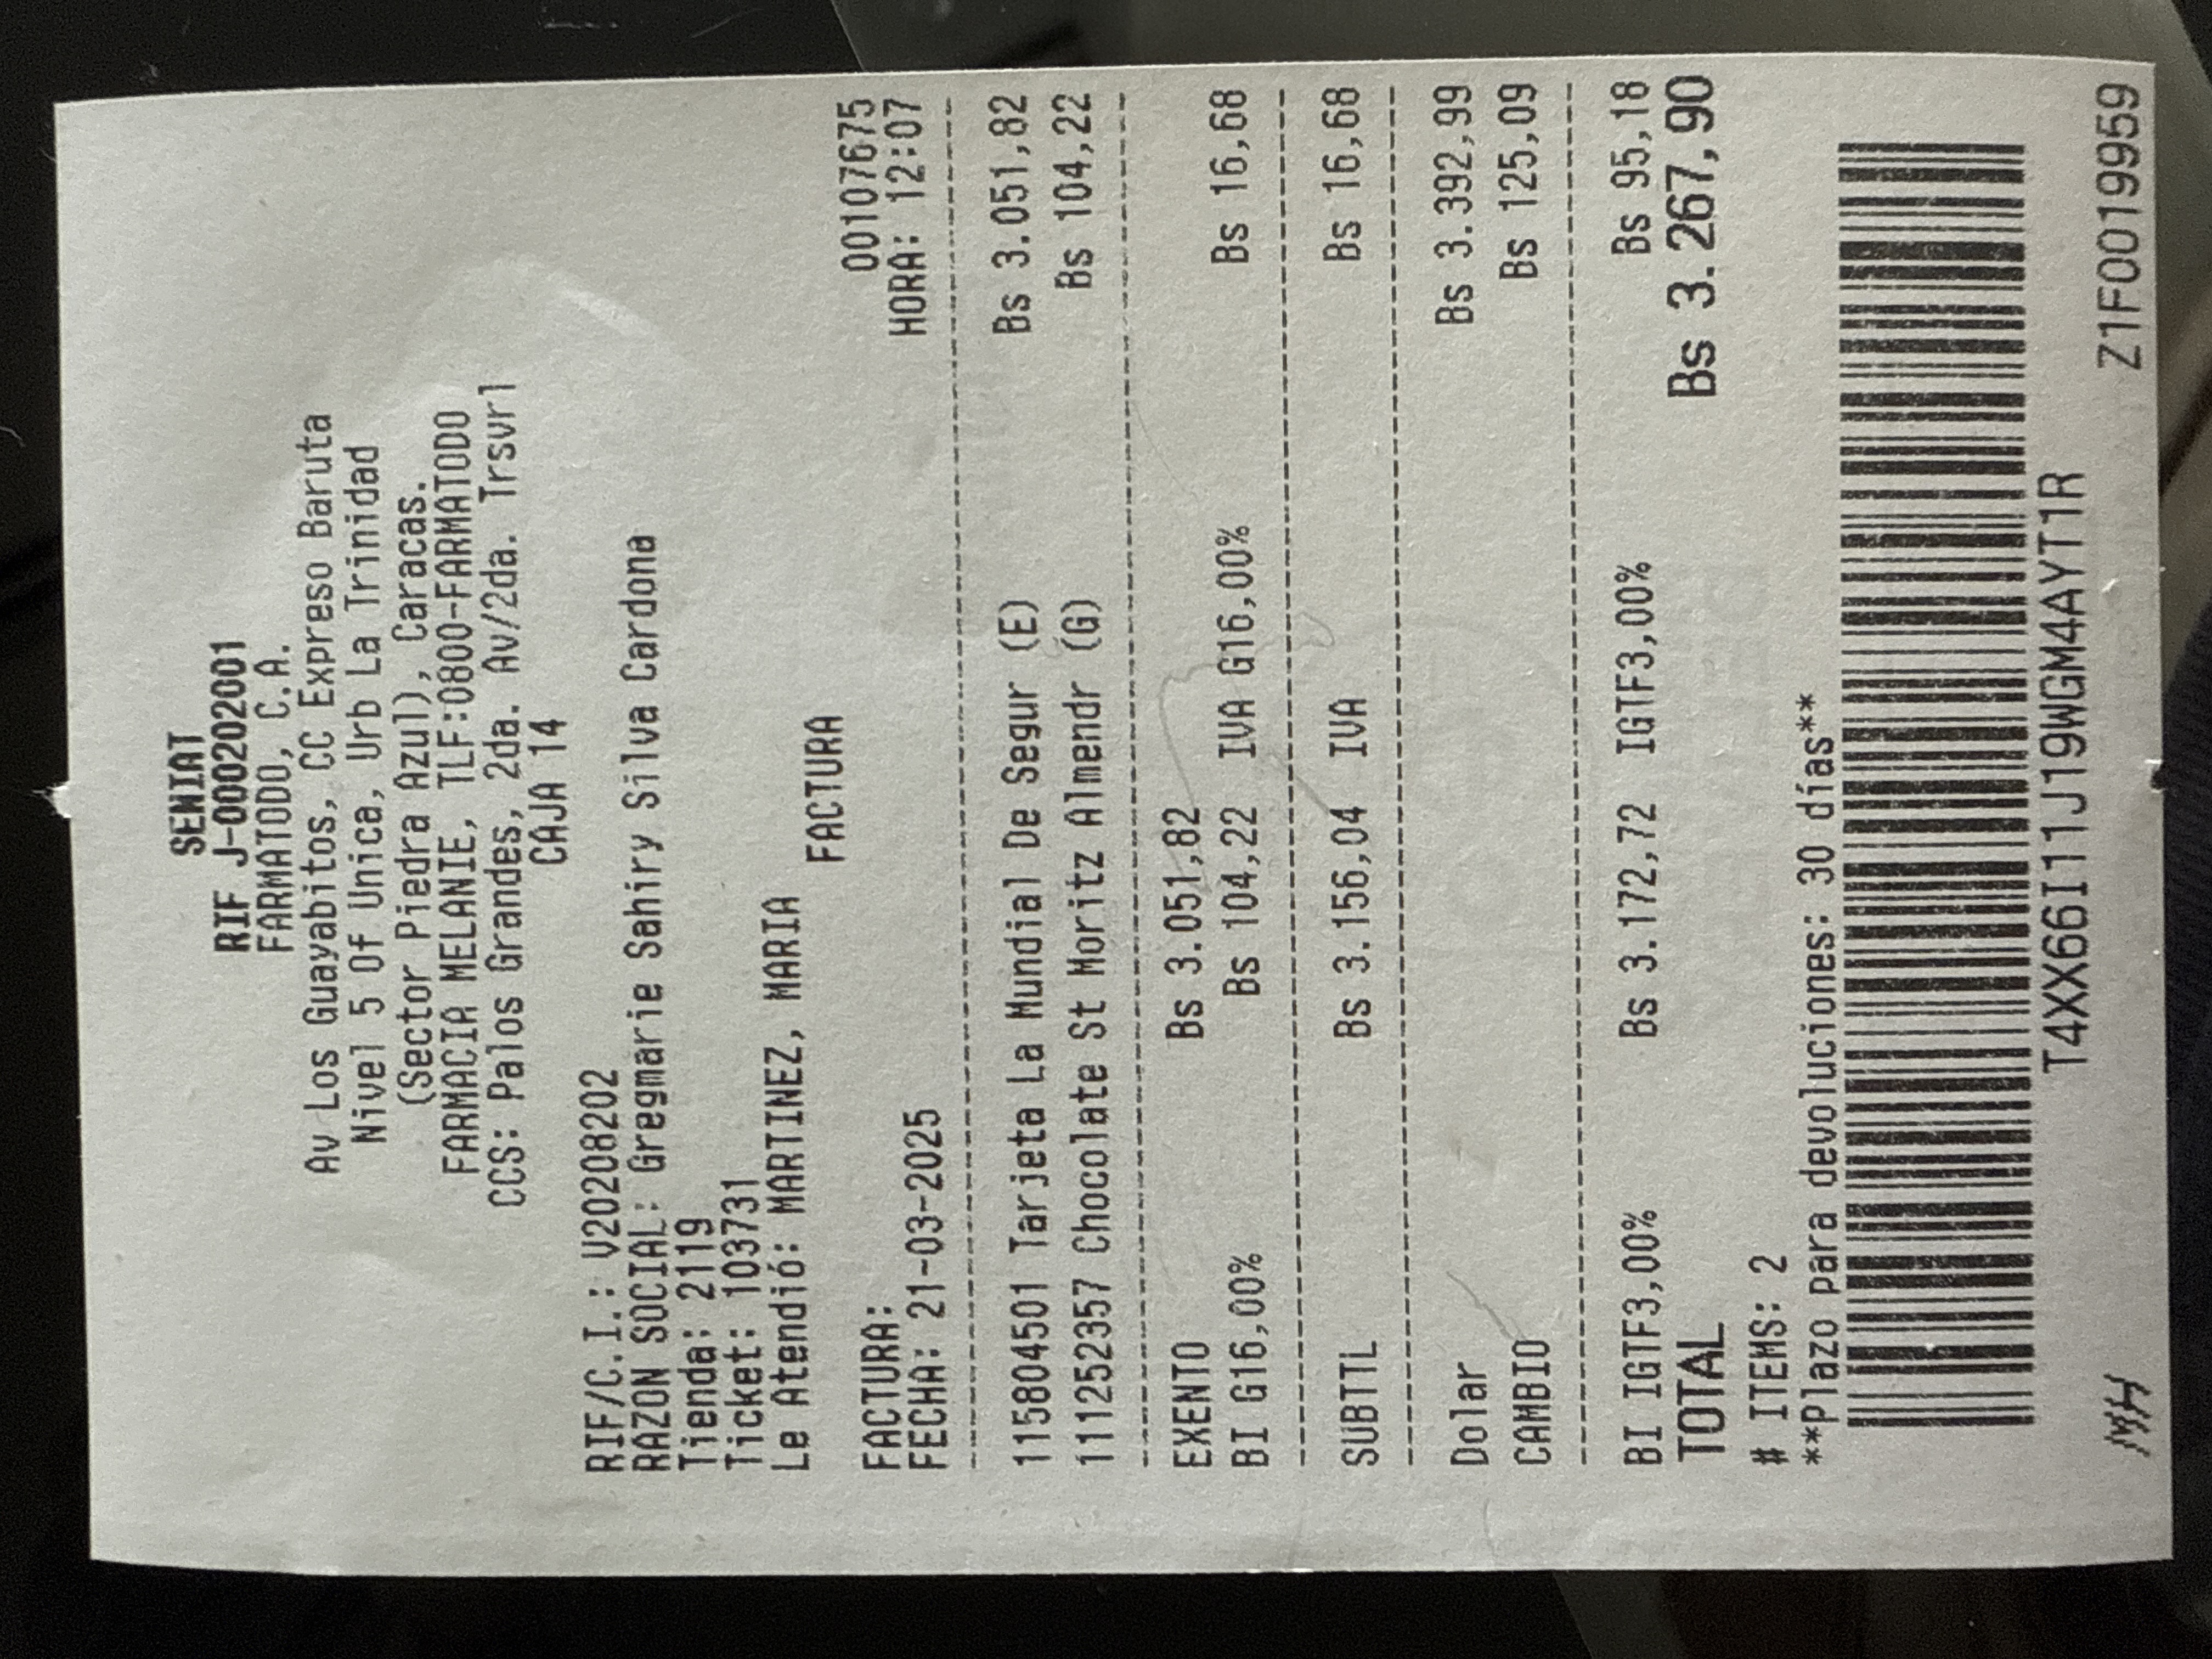 SENIAT
RIF J-000202001
FARMATODO, C.A.
Av Los Guayabitos, CC Expreso Baruta
Nivel 5 Of Unica, Urb La Trinidad
(Sector Piedra Azul), Caracas.
FARMACIA MELANIE, TLF:0800-FARMATODO
CCS: Palos Grandes, 2da. Av/2da. Trsvrl
CAJA 14
RIF/C.I.: V20208202
RAZON SOCIAL: Gregmarie Sahiry Silva Cardona
Tienda: 2119
Ticket: 103731
Le Atendió: MARTINEZ, MARIA
FACTURA
FACTURA: 00107675
FECHA: 21-03-2025 HORA: 12:07
115804501 Tarjeta La Mundial De Segur (E) Bs 3.051,82
111252357 Chocolate St Moritz Almendr (G) Bs 104,22
EXENTO Bs 3.051,82
BI G16,00% Bs 104,22 IVA G16,00% Bs 16,68
SUBTTL Bs 3.156,04 IVA Bs 16,68
Dolar Bs 3.392,99
CAMBIO Bs 125,09
BI IGTF3,00% Bs 3.172,72 IGTF3,00% Bs 95,18
TOTAL Bs 3.267,90
# ITEMS: 2
**Plazo para devoluciones: 30 días**
T4XX66I11J19WGM4AYT1R
MH Z1F0019959